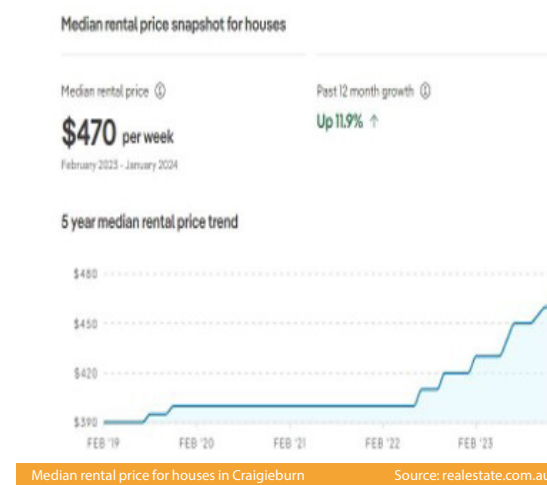 Median rental price snapshot for houses
Median rental price
Past 12 month growth
$470 per week
Up 11.9% ↑
February 2023 - January 2024
5 year median rental price trend
$480
$450
$420
$390
FEB '19 FEB '20 FEB '21 FEB '22 FEB '23
Median rental price for houses in Craigieburn Source: realestate.com.au